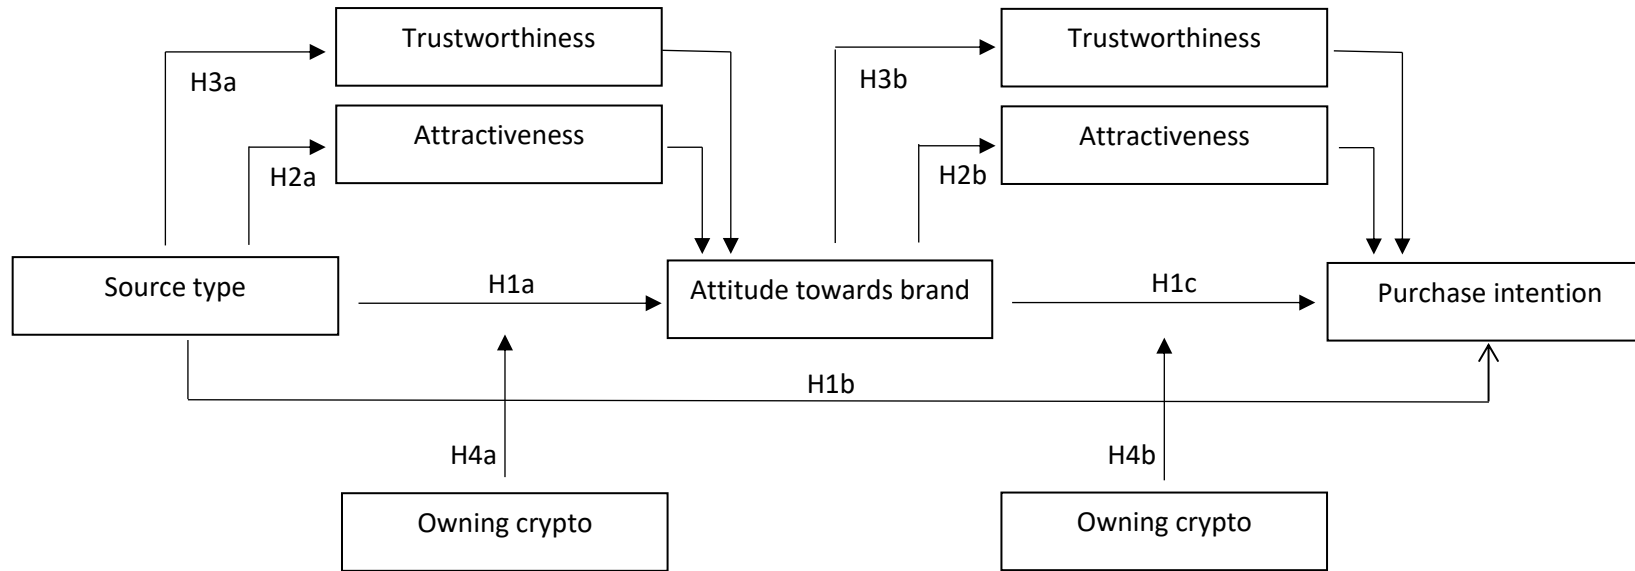 Trustworthiness
Trustworthiness
H3a
H3b
Attractiveness
Attractiveness
H2a
H2b
Source type
H1a
Attitude towards brand
H1c
Purchase intention
H1b
H4a
H4b
Owning crypto
Owning crypto